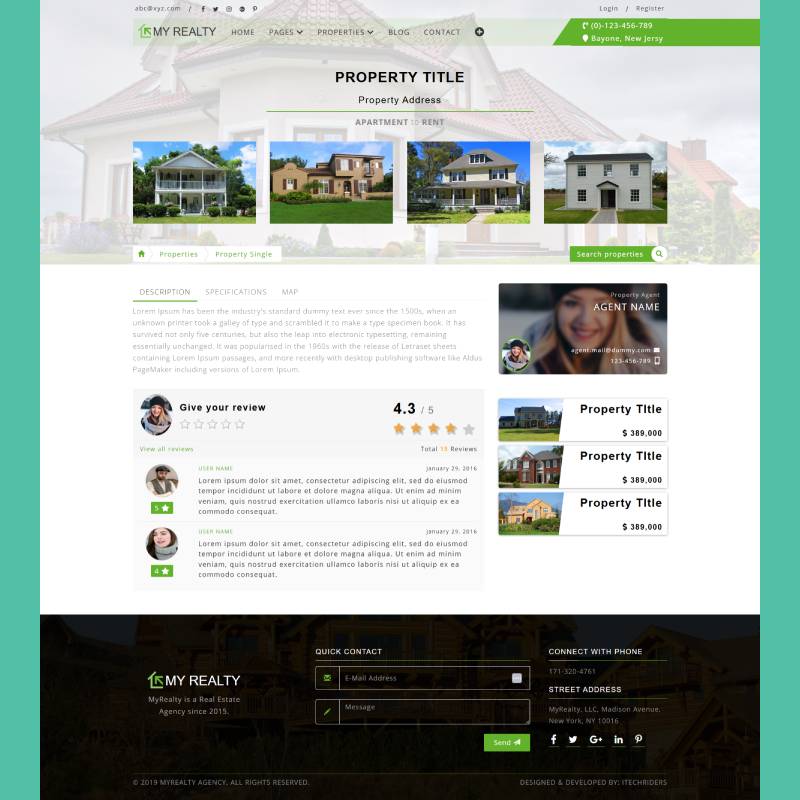 abc@xyz.com /
Login / Register
MY REALTY HOME PAGES PROPERTIES BLOG CONTACT
(0)-123-456-789
Bayone, New Jersy
PROPERTY TITLE
Property Address
APARTMENT TO RENT
Properties Property Single
Search properties
DESCRIPTION SPECIFICATIONS MAP
Lorem Ipsum has been the industry's standard dummy text ever since the 1500s, when an
unknown printer took a galley of type and scrambled it to make a type specimen book. It has
survived not only five centuries, but also the leap into electronic typesetting, remaining
essentially unchanged. It was popularised in the 1960s with the release of Letraset sheets
containing Lorem Ipsum passages, and more recently with desktop publishing software like Aldus
PageMaker including versions of Lorem Ipsum.
Property Agent
AGENT NAME
agent.mail@dummy.com
123-456-789
Give your review
4.3 / 5
View all reviews
Total 15 Reviews
USER NAME
January 29, 2016
Lorem ipsum dolor sit amet, consectetur adipiscing elit, sed do eiusmod
tempor incididunt ut labore et dolore magna aliqua. Ut enim ad minim
veniam, quis nostrud exercitation ullamco laboris nisi ut aliquip ex ea
commodo consequat.
5
USER NAME
January 29, 2016
Lorem ipsum dolor sit amet, consectetur adipiscing elit, sed do eiusmod
tempor incididunt ut labore et dolore magna aliqua. Ut enim ad minim
veniam, quis nostrud exercitation ullamco laboris nisi ut aliquip ex ea
commodo consequat.
4
Property Title
$ 389,000
Property Title
$ 389,000
Property Title
$ 389,000
MY REALTY
MyRealty is a Real Estate
Agency since 2015.
QUICK CONTACT
E-Mail Address
Message
Send
CONNECT WITH PHONE
171-320-4761
STREET ADDRESS
MyRealty, LLC, Madison Avenue,
New York, NY 10016
© 2019 MYREALTY AGENCY, ALL RIGHTS RESERVED.
DESIGNED & DEVELOPED BY: ITECHRIDERS